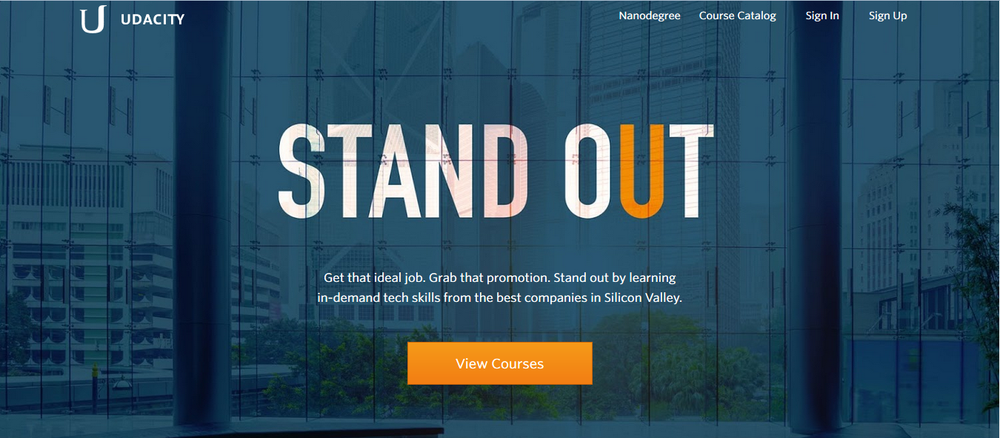 UDACITY
Nanodegree Course Catalog Sign In Sign Up
STAND OUT
Get that ideal job. Grab that promotion. Stand out by learning
in-demand tech skills from the best companies in Silicon Valley.
View Courses